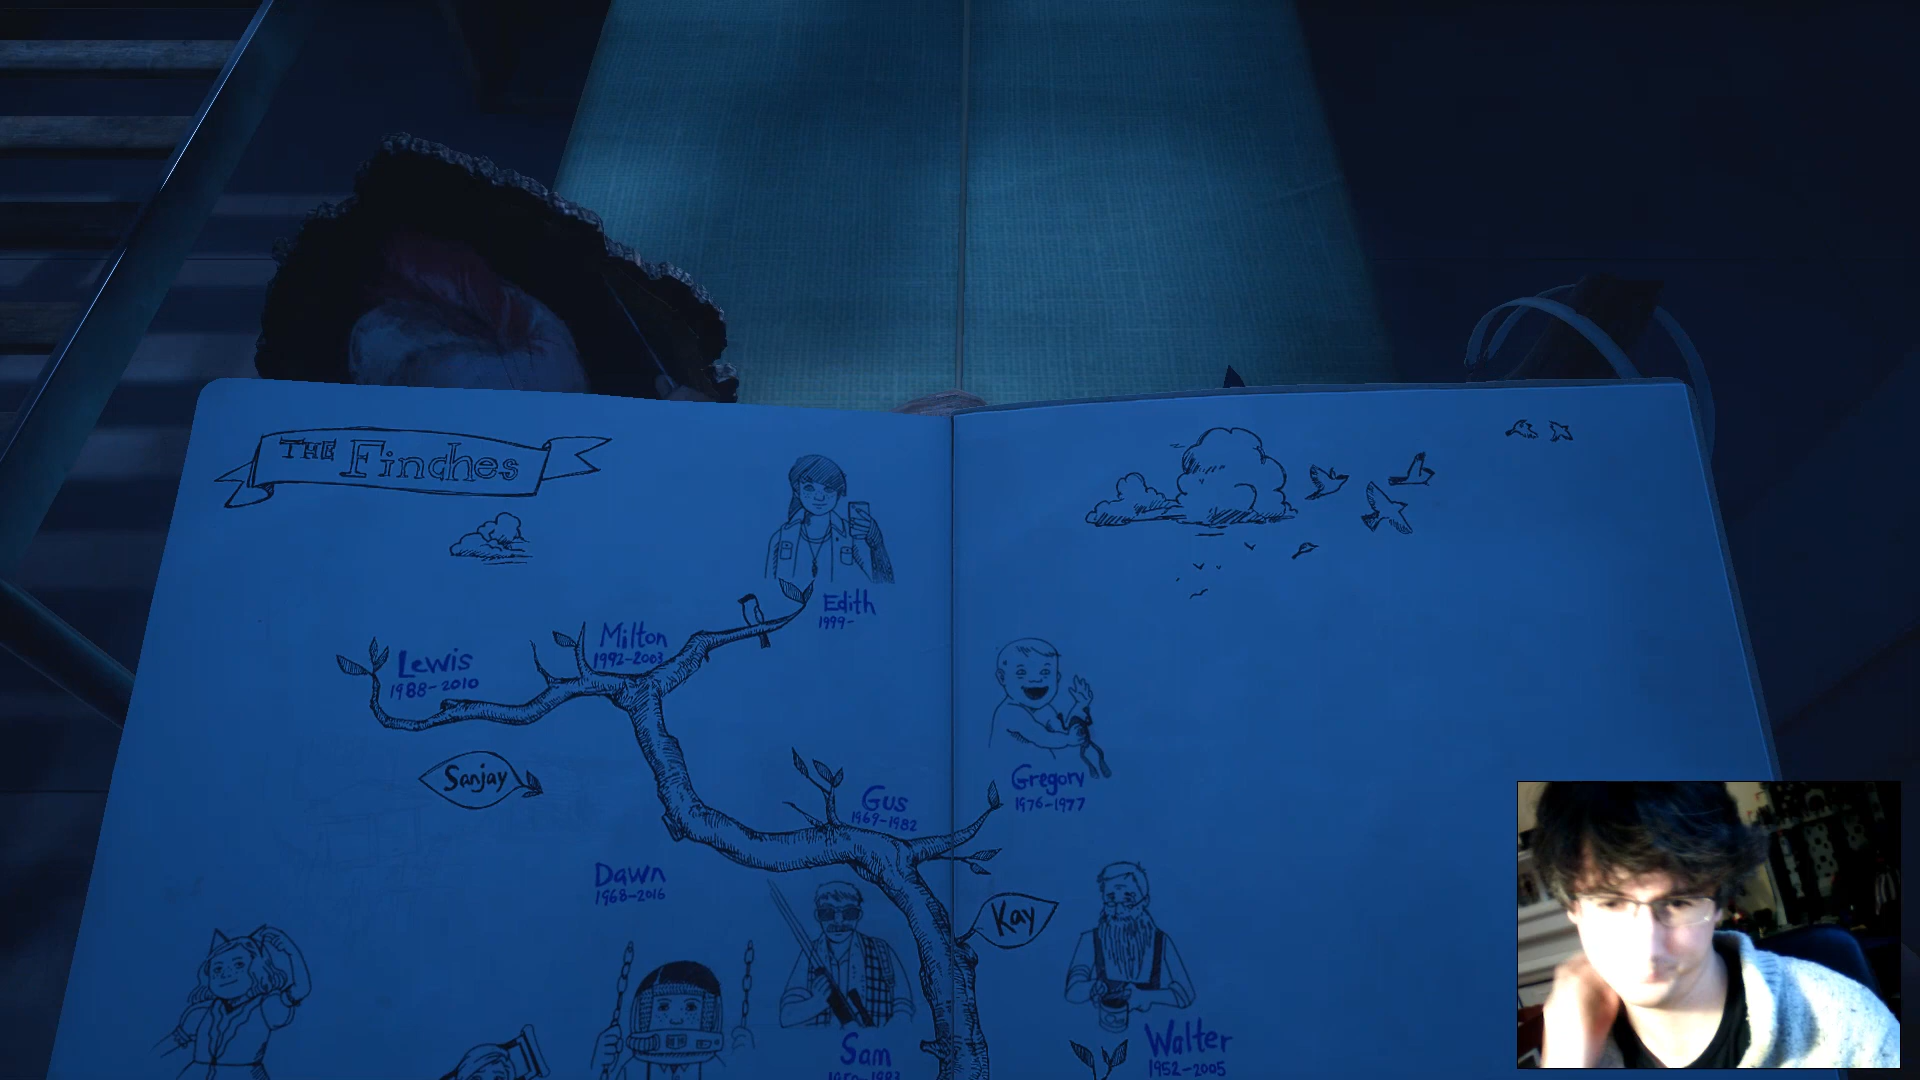 THE Finches
Edith
1999-
Milton
1992-2003
Lewis
1988-2010
Sanjay
Gregory
1976-1977
Gus
1969-1982
Dawn
1968-2016
Kay
Walter
1952-2005
Sam